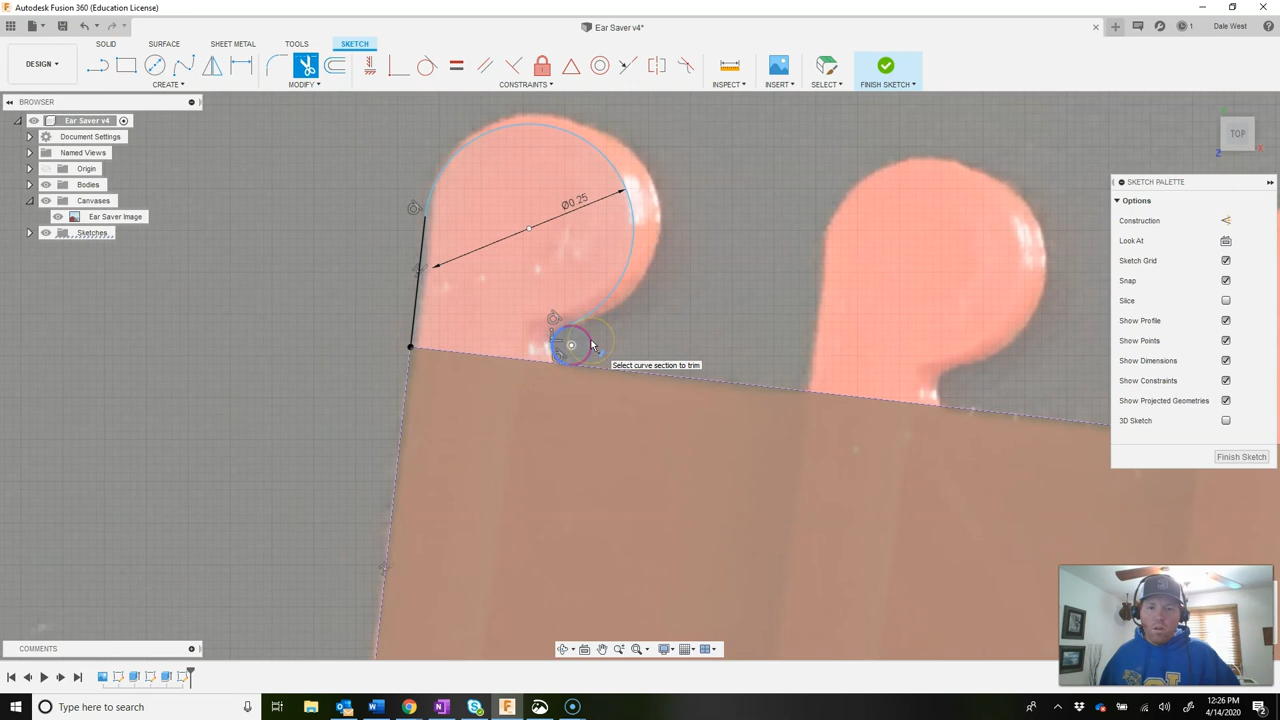 Autodesk Fusion 360 (Education License)
Ear Saver v4*
1
Dale West
DESIGN
SOLID
SURFACE
SHEET METAL
TOOLS
SKETCH
CREATE
MODIFY
CONSTRAINTS
INSPECT
INSERT
SELECT
FINISH SKETCH
BROWSER
Ear Saver v4
Document Settings
Named Views
Origin
Bodies
Canvases
Ear Saver Image
Sketches
Ø0.25
Select curve section to trim
TOP
Z
X
SKETCH PALETTE
Options
Construction
Look At
Sketch Grid
Snap
Slice
Show Profile
Show Points
Show Dimensions
Show Constraints
Show Projected Geometries
3D Sketch
Finish Sketch
COMMENTS
Type here to search
12:26 PM
4/14/2020